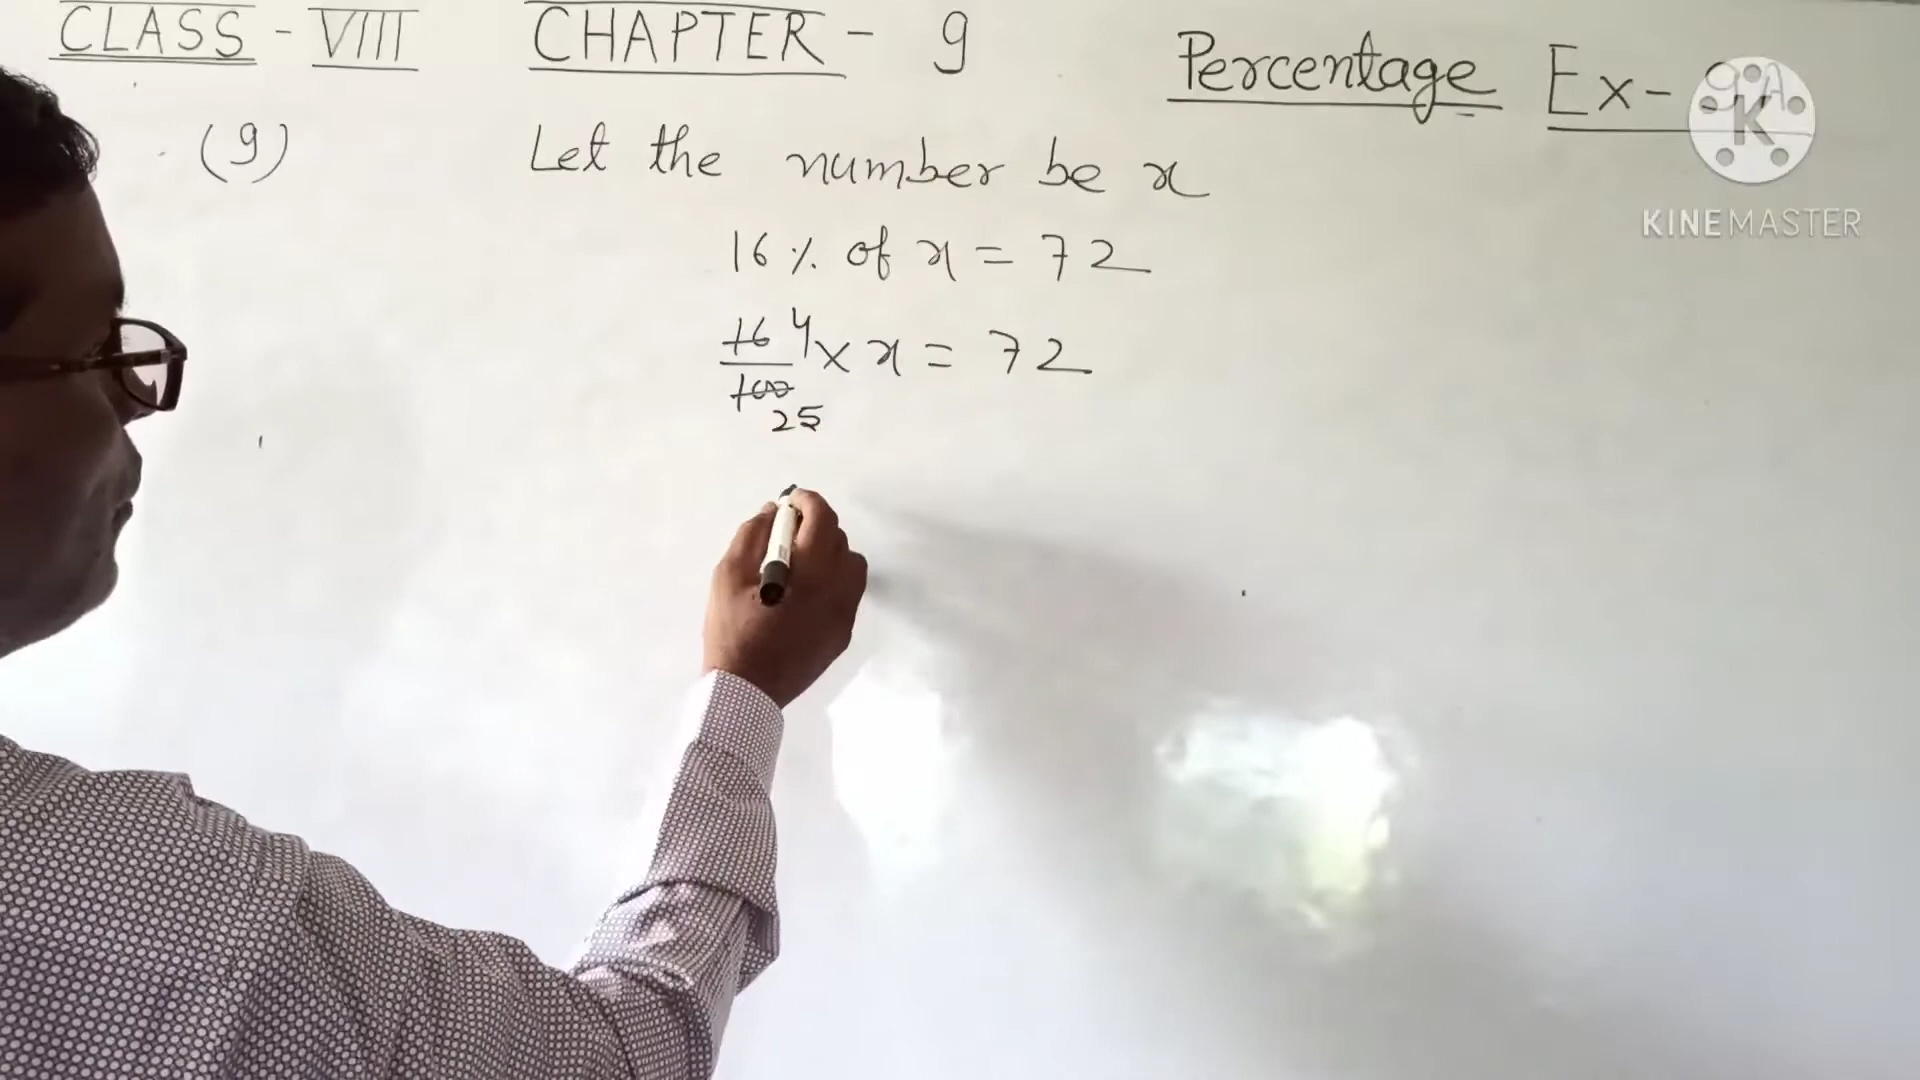 CLASS - VIII CHAPTER - 9 Percentage Ex - 9A
(9) Let the number be x
16 % of x = 72
16 4 × x = 72
100
25
K
KINEMASTER